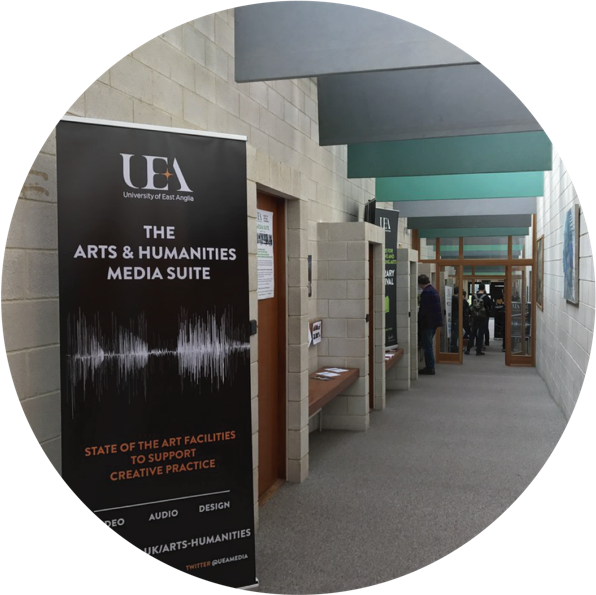 UEA
University of East Anglia
THE
ARTS & HUMANITIES
MEDIA SUITE
STATE OF THE ART FACILITIES
TO SUPPORT
CREATIVE PRACTICE
DEO AUDIO DESIGN
UK/ARTS-HUMANITIES
TWITTER @UEAMEDIA